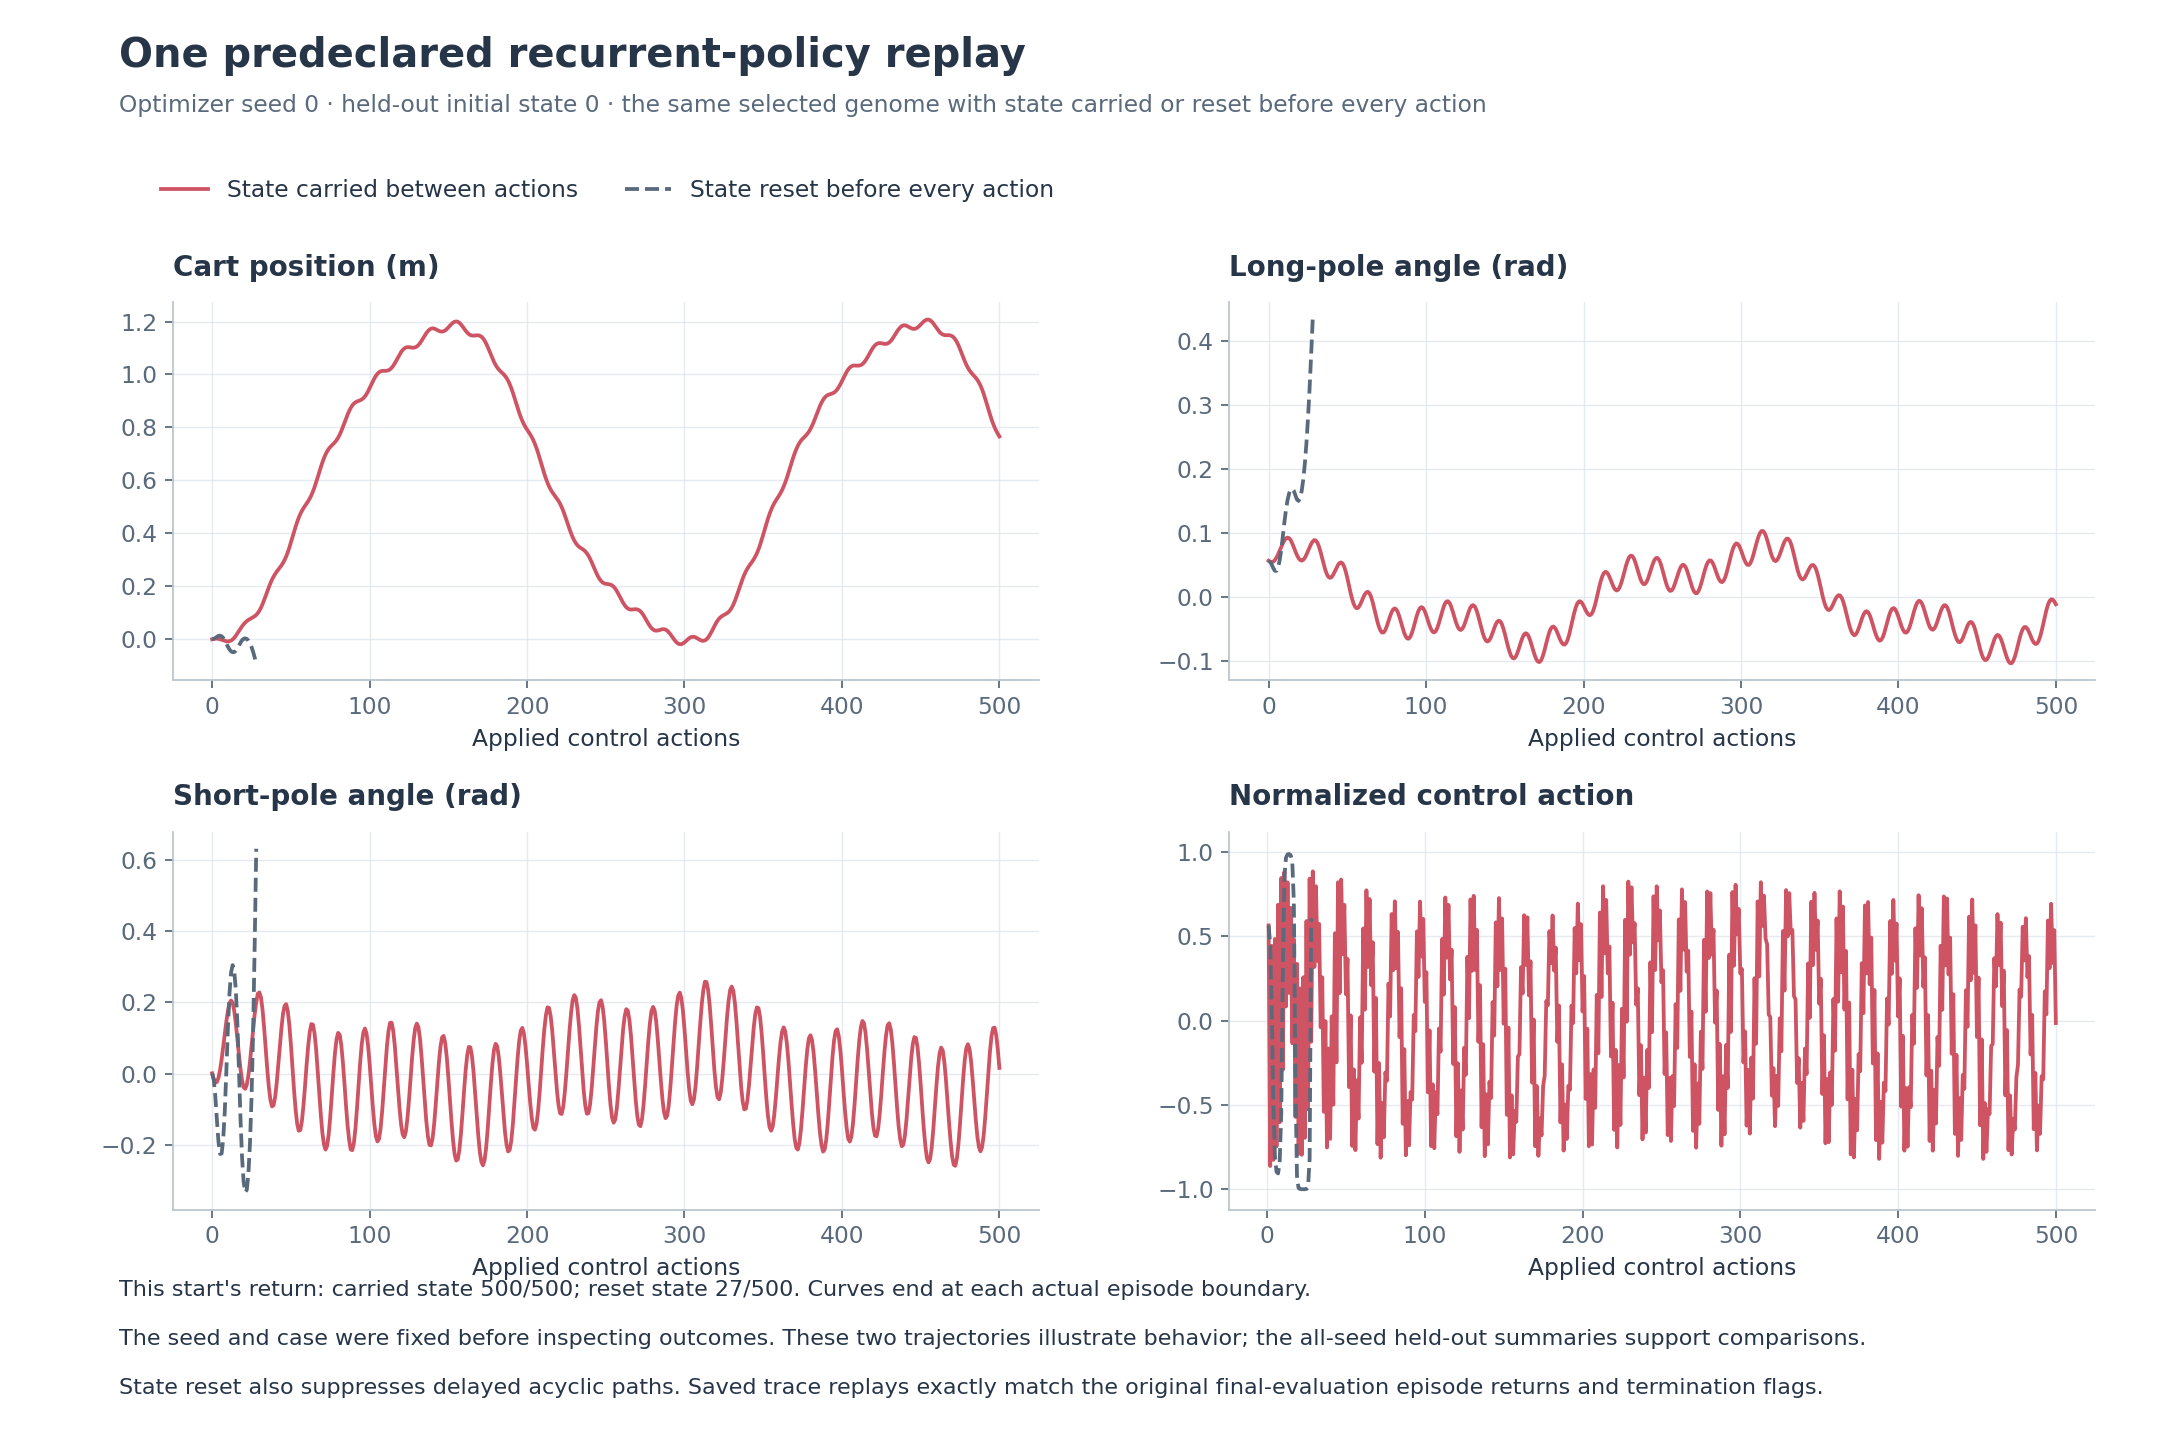 One predeclared recurrent-policy replay
Optimizer seed 0 · held-out initial state 0 · the same selected genome with state carried or reset before every action
State carried between actions
State reset before every action
Cart position (m)
1.2
1.0
0.8
0.6
0.4
0.2
0.0
0 100 200 300 400 500
Applied control actions
Long-pole angle (rad)
0.4
0.3
0.2
0.1
0.0
−0.1
0 100 200 300 400 500
Applied control actions
Short-pole angle (rad)
0.6
0.4
0.2
0.0
−0.2
0 100 200 300 400 500
Applied control actions
Normalized control action
1.0
0.5
0.0
−0.5
−1.0
0 100 200 300 400 500
Applied control actions
This start's return: carried state 500/500; reset state 27/500. Curves end at each actual episode boundary.
The seed and case were fixed before inspecting outcomes. These two trajectories illustrate behavior; the all-seed held-out summaries support comparisons.
State reset also suppresses delayed acyclic paths. Saved trace replays exactly match the original final-evaluation episode returns and termination flags.